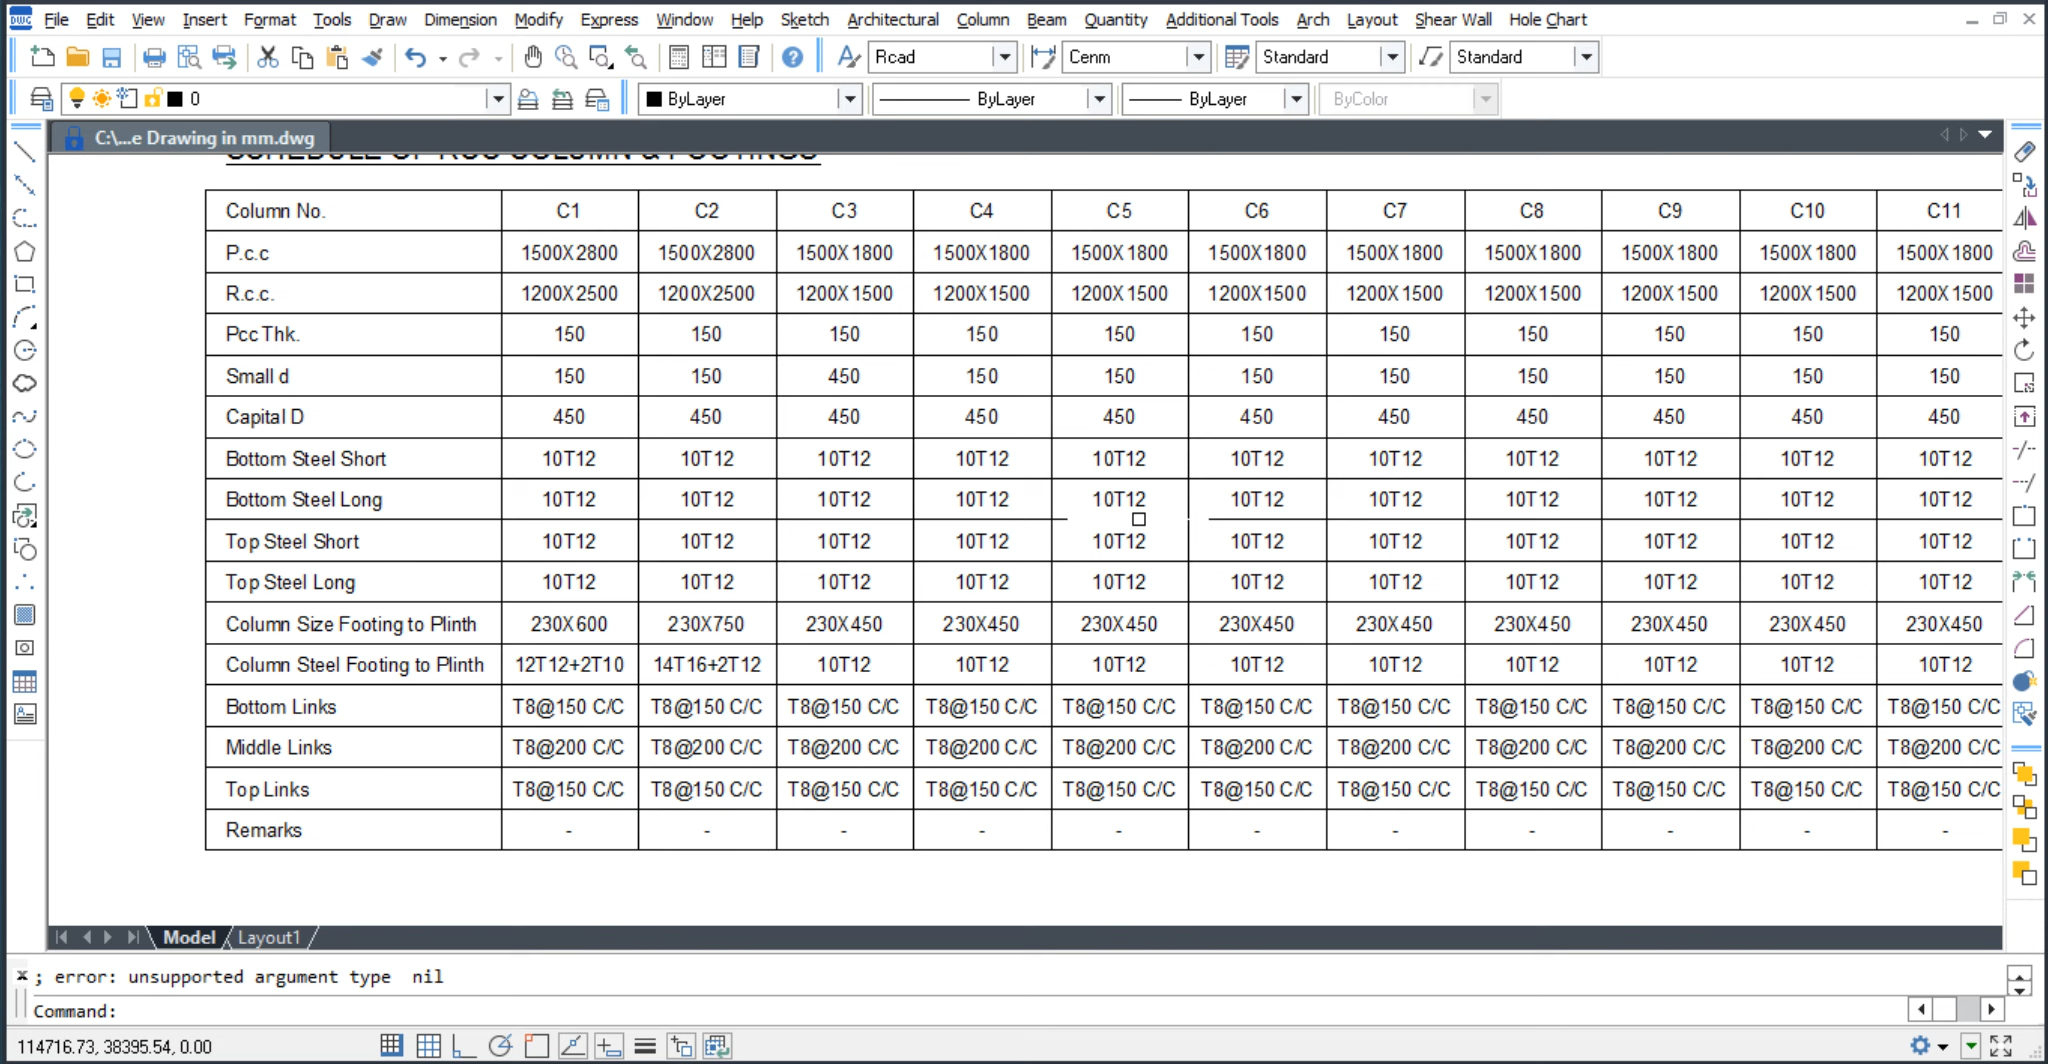 File Edit View Insert Format Tools Draw Dimension Modify Express Window Help Sketch Architectural Column Beam Quantity Additional Tools Arch Layout Shear Wall Hole Chart
Rcad Cenm Standard Standard
0 ByLayer ByLayer ByLayer ByColor
C:\...e Drawing in mm.dwg
SCHEDULE OF RCC COLUMN & FOOTINGS
Column No. C1 C2 C3 C4 C5 C6 C7 C8 C9 C10 C11
P.c.c 1500X2800 1500X2800 1500X1800 1500X1800 1500X1800 1500X1800 1500X1800 1500X1800 1500X1800 1500X1800 1500X1800
R.c.c. 1200X2500 1200X2500 1200X1500 1200X1500 1200X1500 1200X1500 1200X1500 1200X1500 1200X1500 1200X1500 1200X1500
Pcc Thk. 150 150 150 150 150 150 150 150 150 150 150
Small d 150 150 450 150 150 150 150 150 150 150 150
Capital D 450 450 450 450 450 450 450 450 450 450 450
Bottom Steel Short 10T12 10T12 10T12 10T12 10T12 10T12 10T12 10T12 10T12 10T12 10T12
Bottom Steel Long 10T12 10T12 10T12 10T12 10T12 10T12 10T12 10T12 10T12 10T12 10T12
Top Steel Short 10T12 10T12 10T12 10T12 10T12 10T12 10T12 10T12 10T12 10T12 10T12
Top Steel Long 10T12 10T12 10T12 10T12 10T12 10T12 10T12 10T12 10T12 10T12 10T12
Column Size Footing to Plinth 230X600 230X750 230X450 230X450 230X450 230X450 230X450 230X450 230X450 230X450 230X450
Column Steel Footing to Plinth 12T12+2T10 14T16+2T12 10T12 10T12 10T12 10T12 10T12 10T12 10T12 10T12 10T12
Bottom Links T8@150 C/C T8@150 C/C T8@150 C/C T8@150 C/C T8@150 C/C T8@150 C/C T8@150 C/C T8@150 C/C T8@150 C/C T8@150 C/C T8@150 C/C
Middle Links T8@200 C/C T8@200 C/C T8@200 C/C T8@200 C/C T8@200 C/C T8@200 C/C T8@200 C/C T8@200 C/C T8@200 C/C T8@200 C/C T8@200 C/C
Top Links T8@150 C/C T8@150 C/C T8@150 C/C T8@150 C/C T8@150 C/C T8@150 C/C T8@150 C/C T8@150 C/C T8@150 C/C T8@150 C/C T8@150 C/C
Remarks - - - - - - - - - - -
Model Layout1
; error: unsupported argument type nil
Command:
114716.73, 38395.54, 0.00